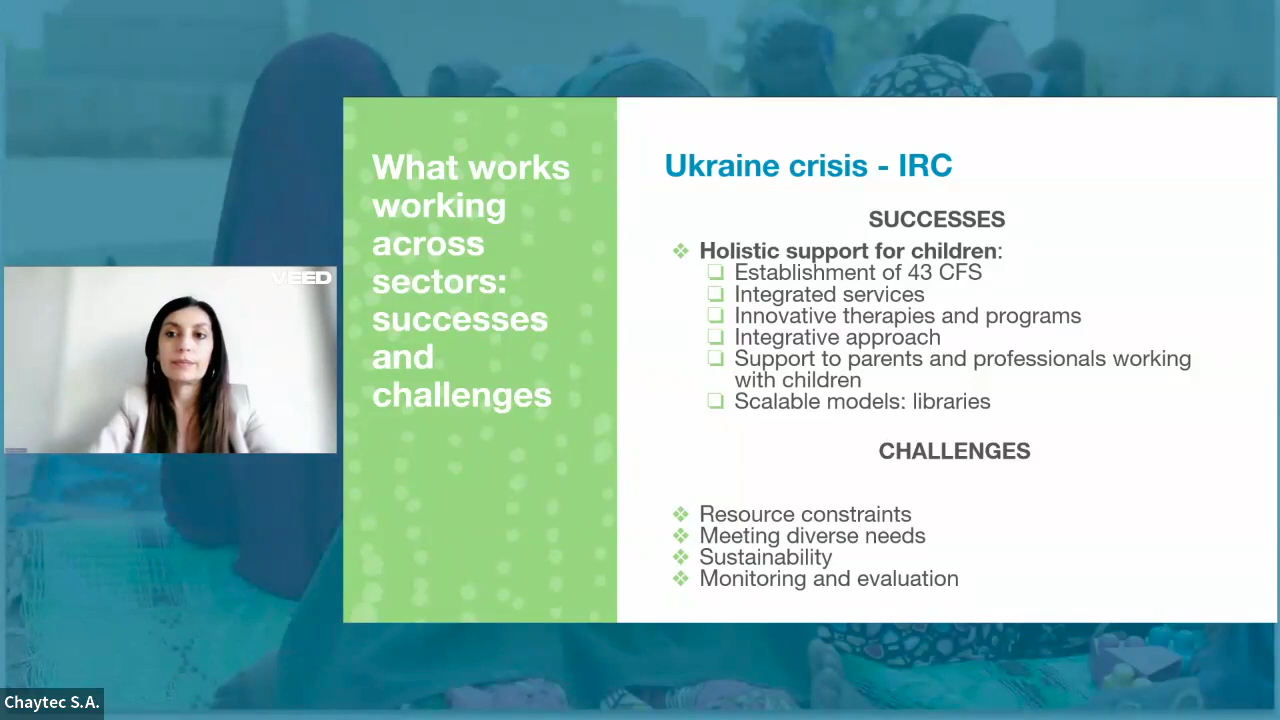 What works
working
across
sectors:
successes
and
challenges
Ukraine crisis - IRC
SUCCESSES
❖ Holistic support for children:
❑ Establishment of 43 CFS
❑ Integrated services
❑ Innovative therapies and programs
❑ Integrative approach
❑ Support to parents and professionals working
with children
❑ Scalable models: libraries
CHALLENGES
❖ Resource constraints
❖ Meeting diverse needs
❖ Sustainability
❖ Monitoring and evaluation
VEED
Chaytec S.A.